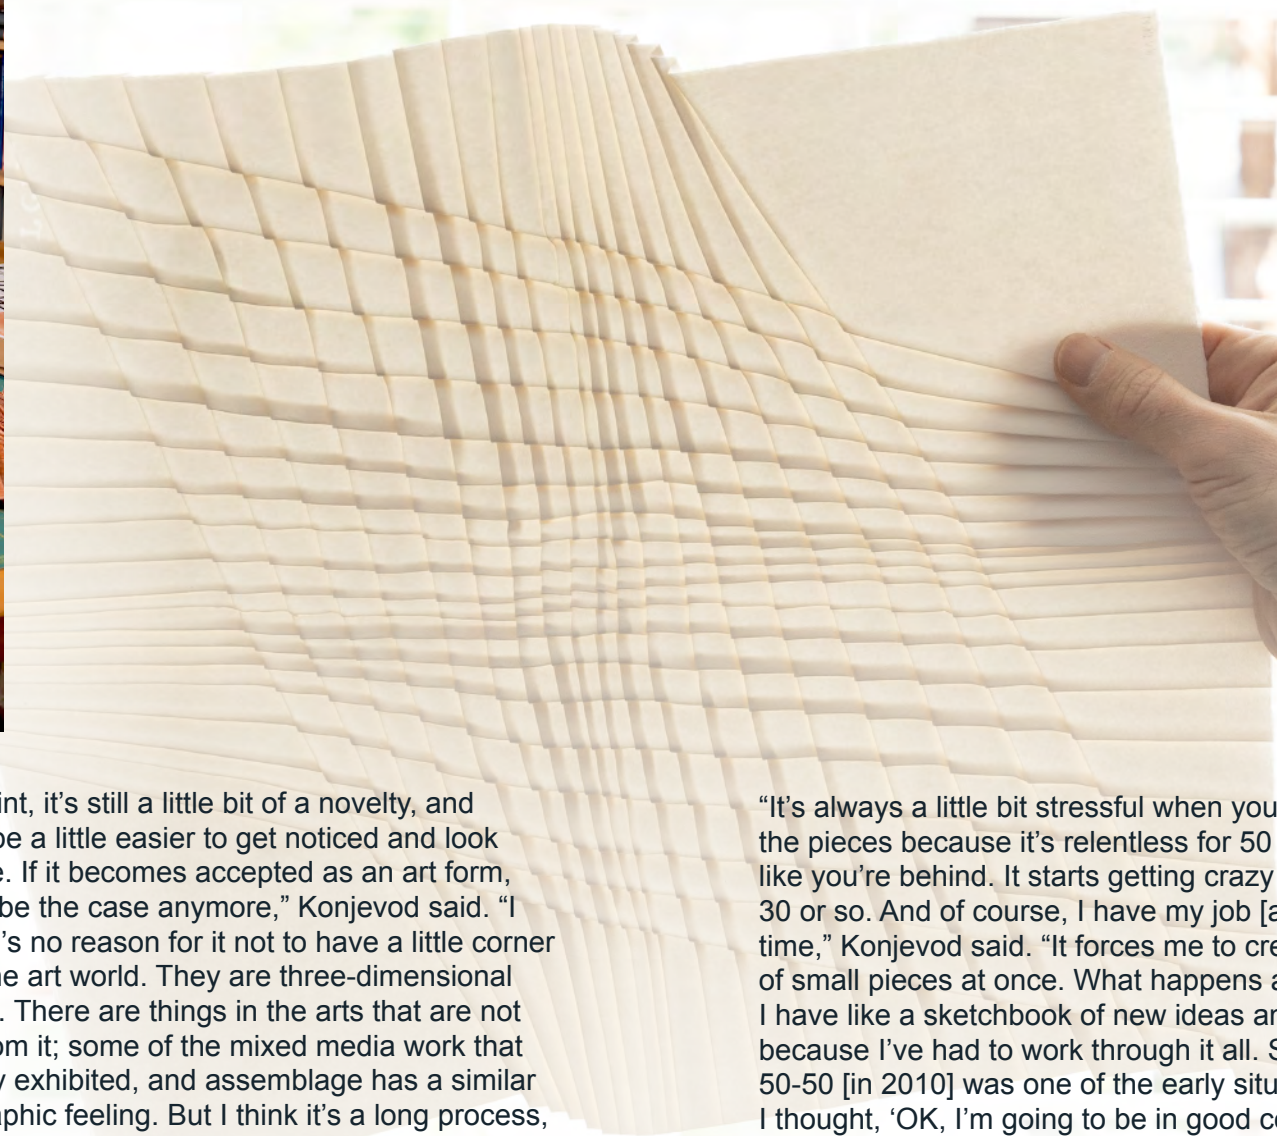 int, it’s still a little bit of a novelty, and
be a little easier to get noticed and look
e. If it becomes accepted as an art form,
be the case anymore,” Konjevod said. “I
’s no reason for it not to have a little corner
ne art world. They are three-dimensional
. There are things in the arts that are not
om it; some of the mixed media work that
y exhibited, and assemblage has a similar
aphic feeling. But I think it’s a long process,
“It’s always a little bit stressful when you
the pieces because it’s relentless for 50
like you’re behind. It starts getting crazy
30 or so. And of course, I have my job [a
time,” Konjevod said. “It forces me to cre
of small pieces at once. What happens a
I have like a sketchbook of new ideas an
because I’ve had to work through it all. S
50-50 [in 2010] was one of the early situ
I thought, ‘OK, I’m going to be in good co